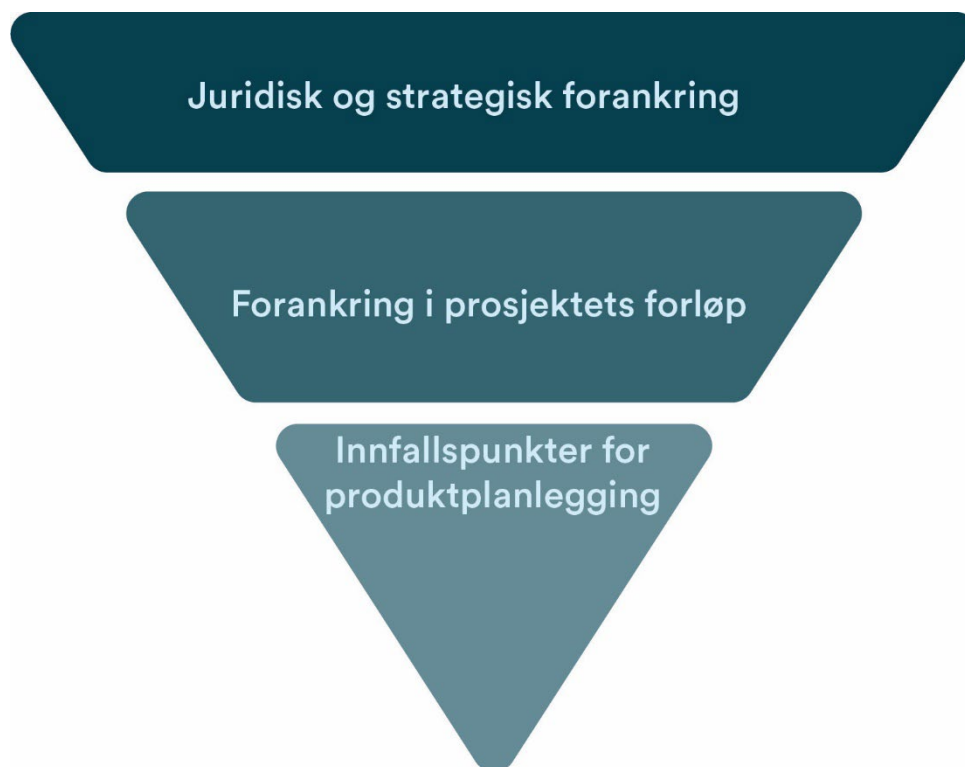 Juridisk og strategisk forankring
Forankring i prosjektets forløp
Innfallspunkter for
produktplanlegging